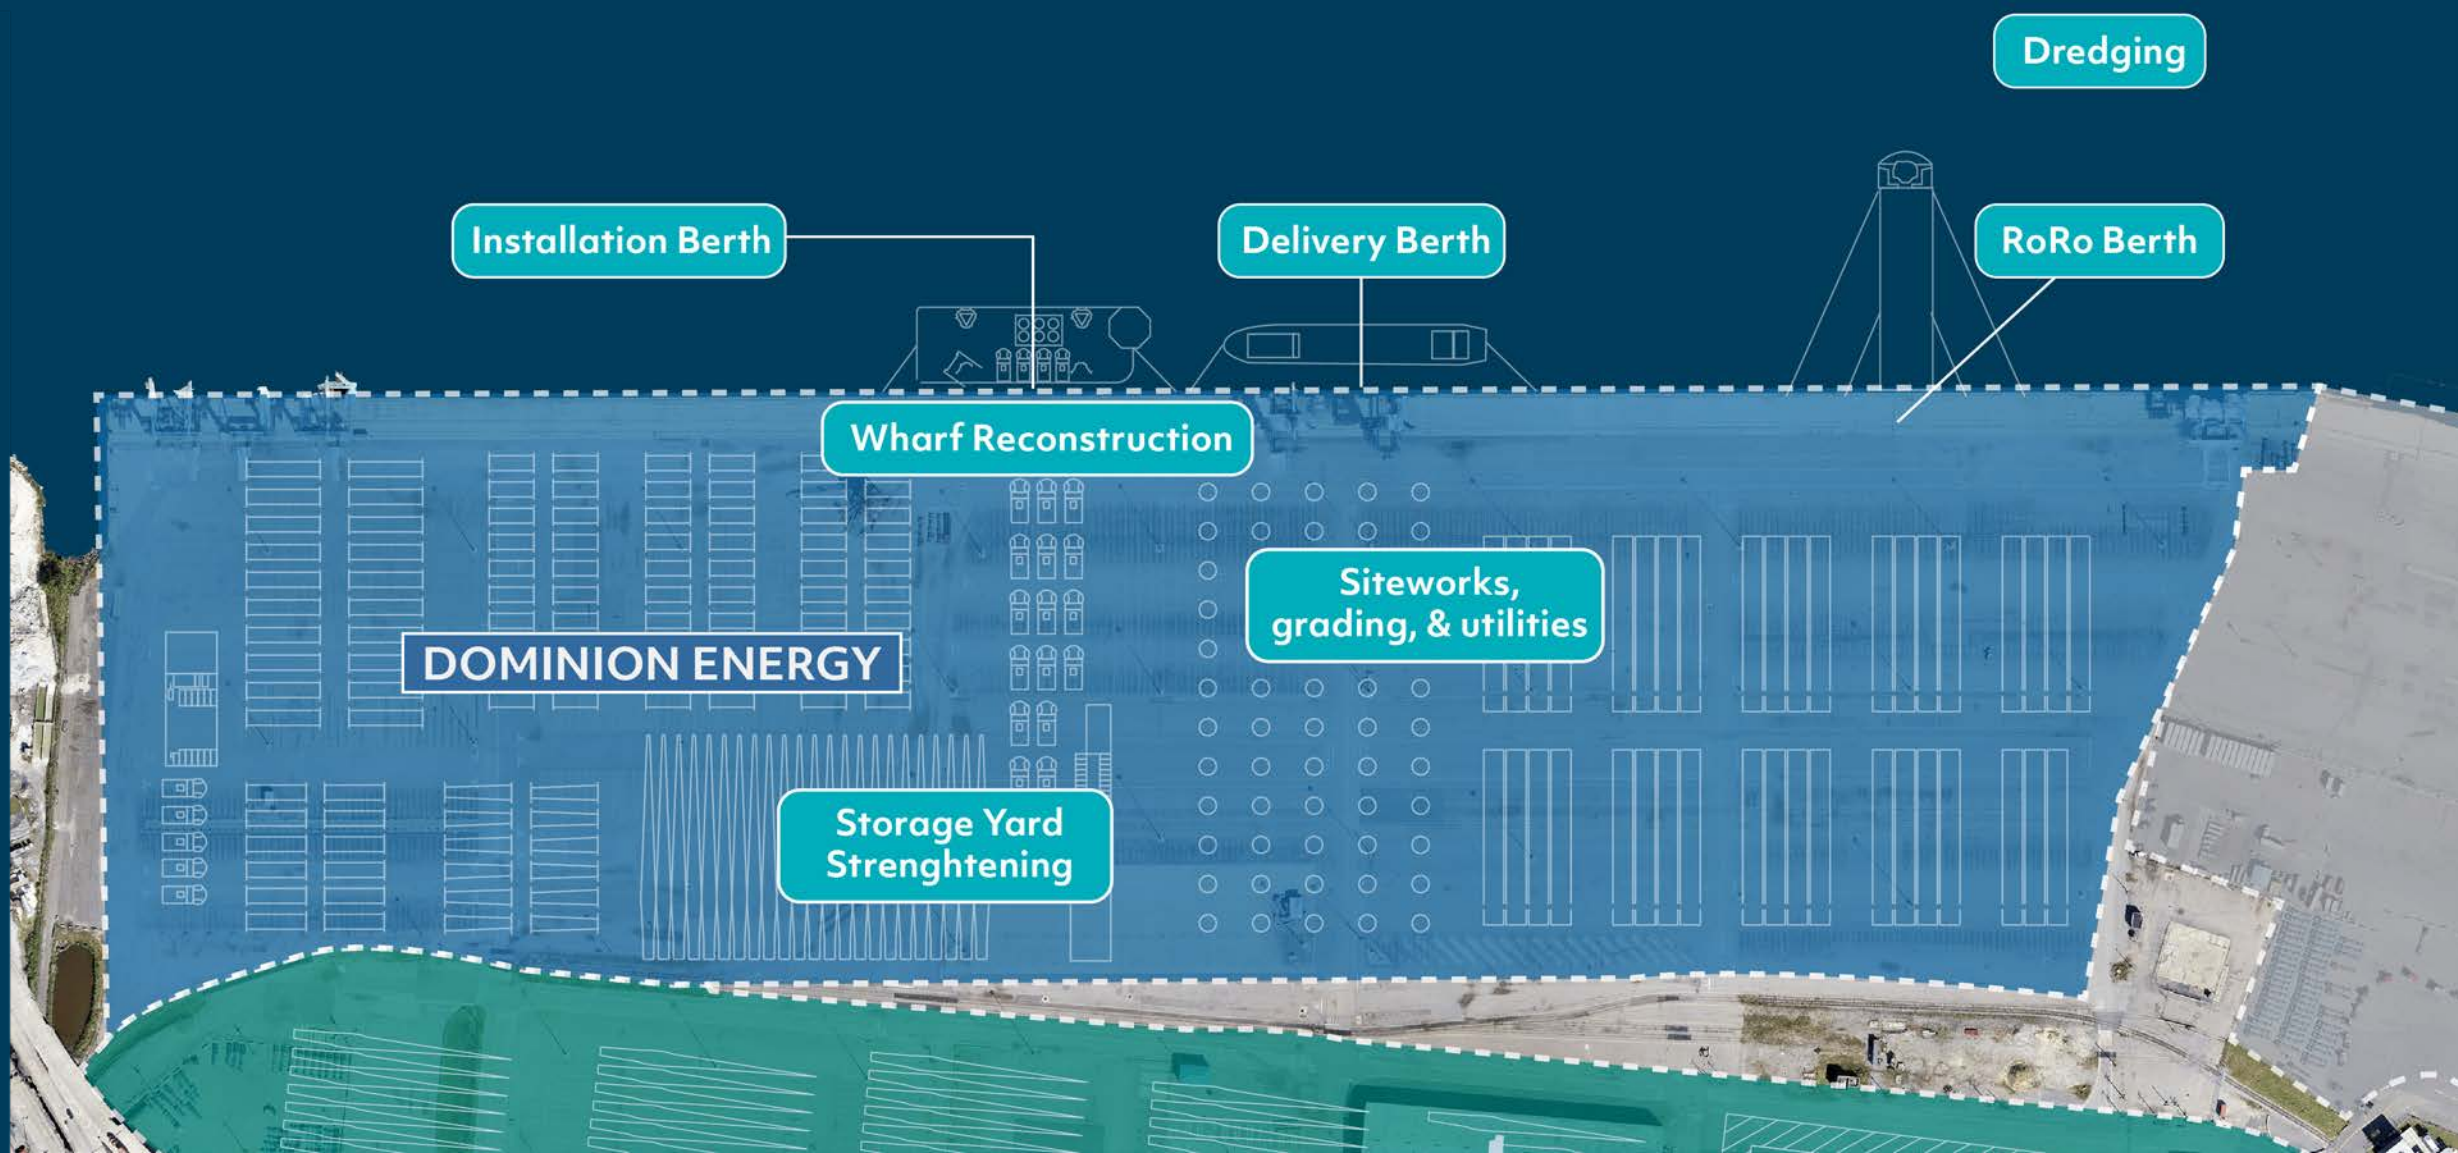 Dredging
Installation Berth
Delivery Berth
RoRo Berth
Wharf Reconstruction
Siteworks,
grading, & utilities
DOMINION ENERGY
Storage Yard
Strenghtening